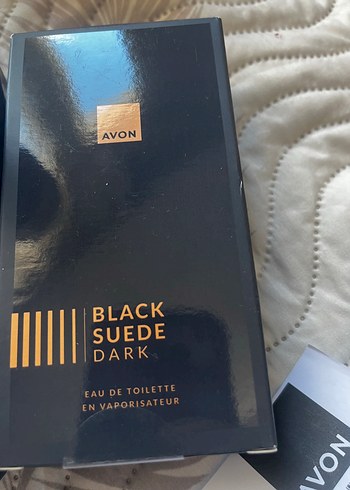 AVON
BLACK
SUEDE
DARK
EAU DE TOILETTE
EN VAPORISATEUR
AVON